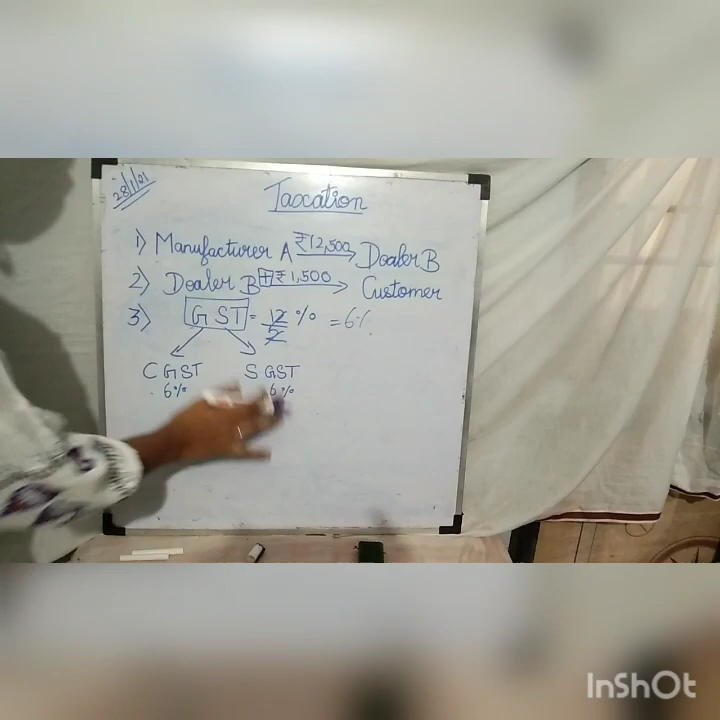 28/1/21
Taxation
1) Manufacturer A ₹12,500 → Dealer B
2) Dealer B +₹1,500 → Customer
3) GST = 12/2 % = 6%
CGST SGST
6% 6%
InShOt